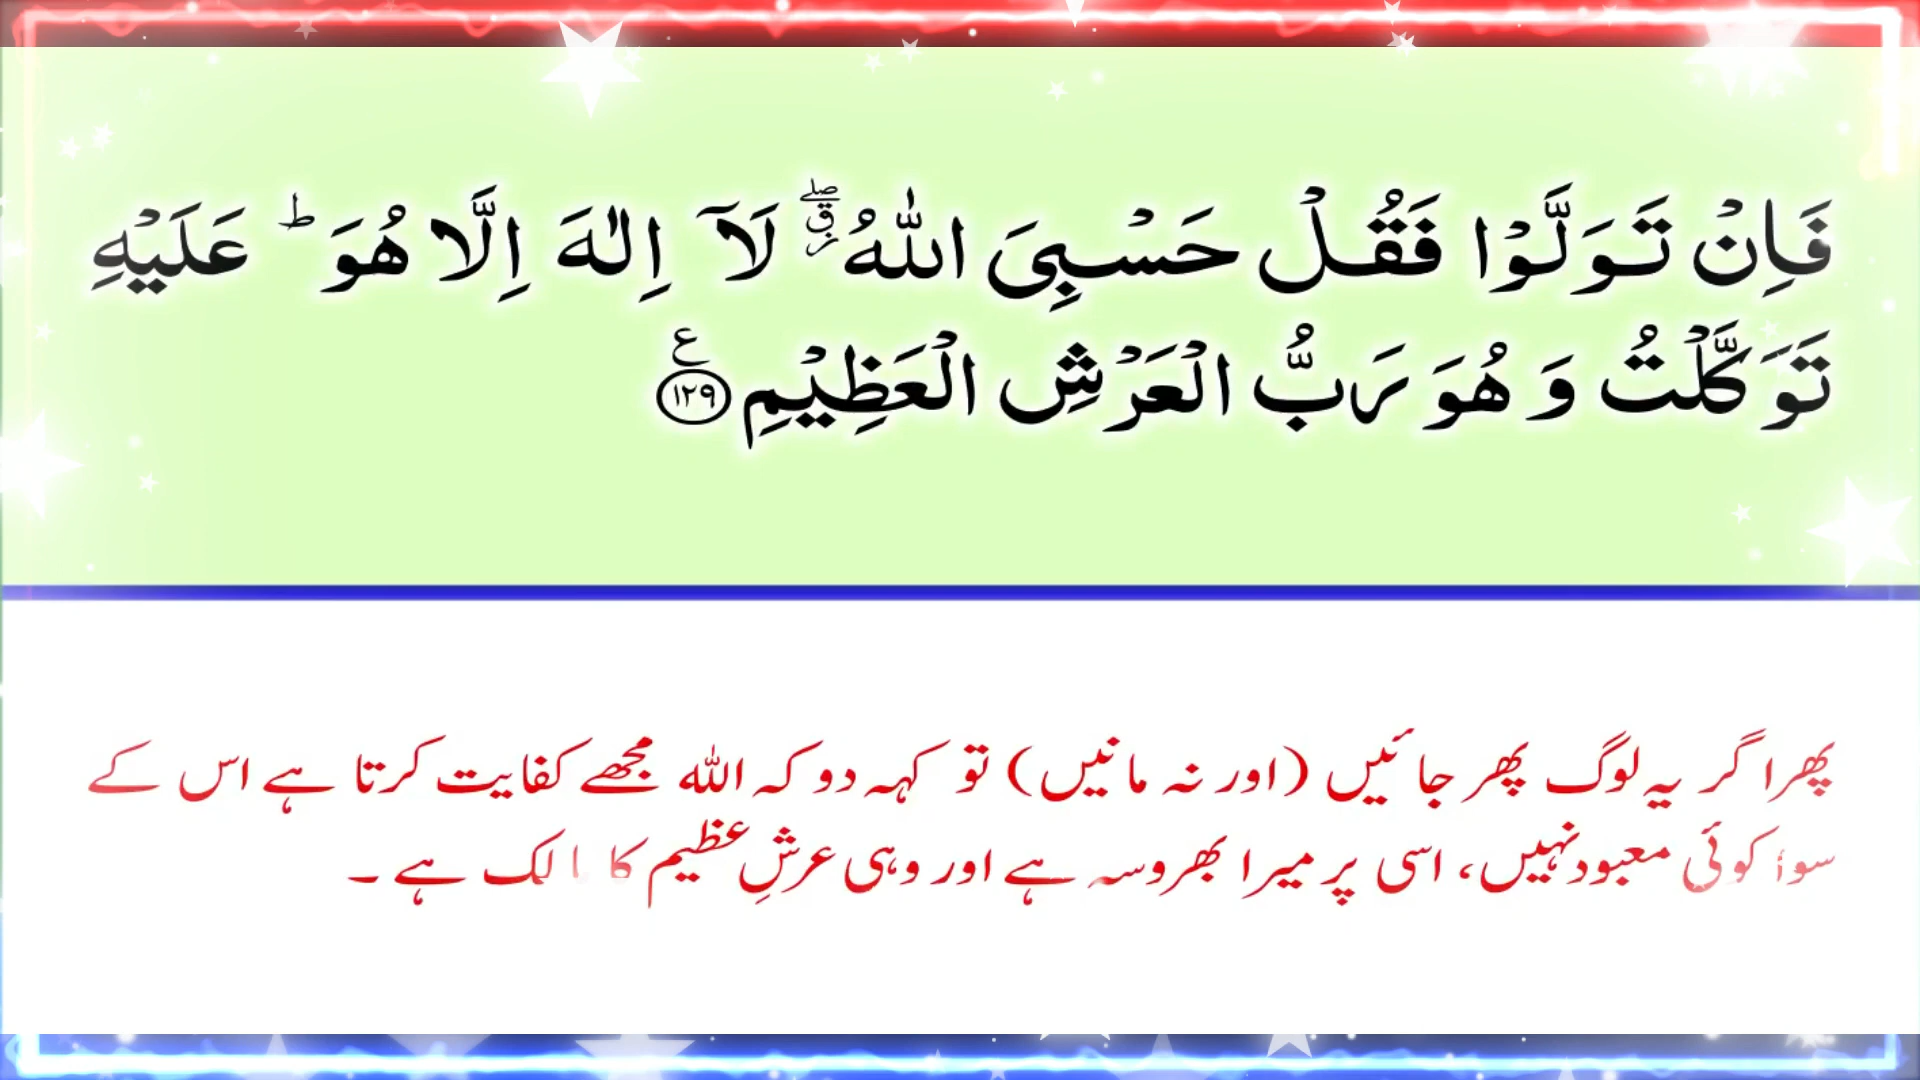 فَاِنْ تَوَلَّوْا فَقُلْ حَسْبِیَ اللّٰهُ ۖۗ لَاۤ اِلٰهَ اِلَّا هُوَ ؕ عَلَیْهِ
تَوَكَّلْتُ وَ هُوَ رَبُّ الْعَرْشِ الْعَظِیْمِ ﴿۱۲۹﴾ ع
پھر اگر یہ لوگ پھر جائیں (اور نہ مانیں) تو کہہ دو کہ اللہ مجھے کفایت کرتا ہے اس کے
سوا کوئی معبود نہیں، اسی پر میرا بھروسہ ہے اور وہی عرشِ عظیم کا مالک ہے ۔